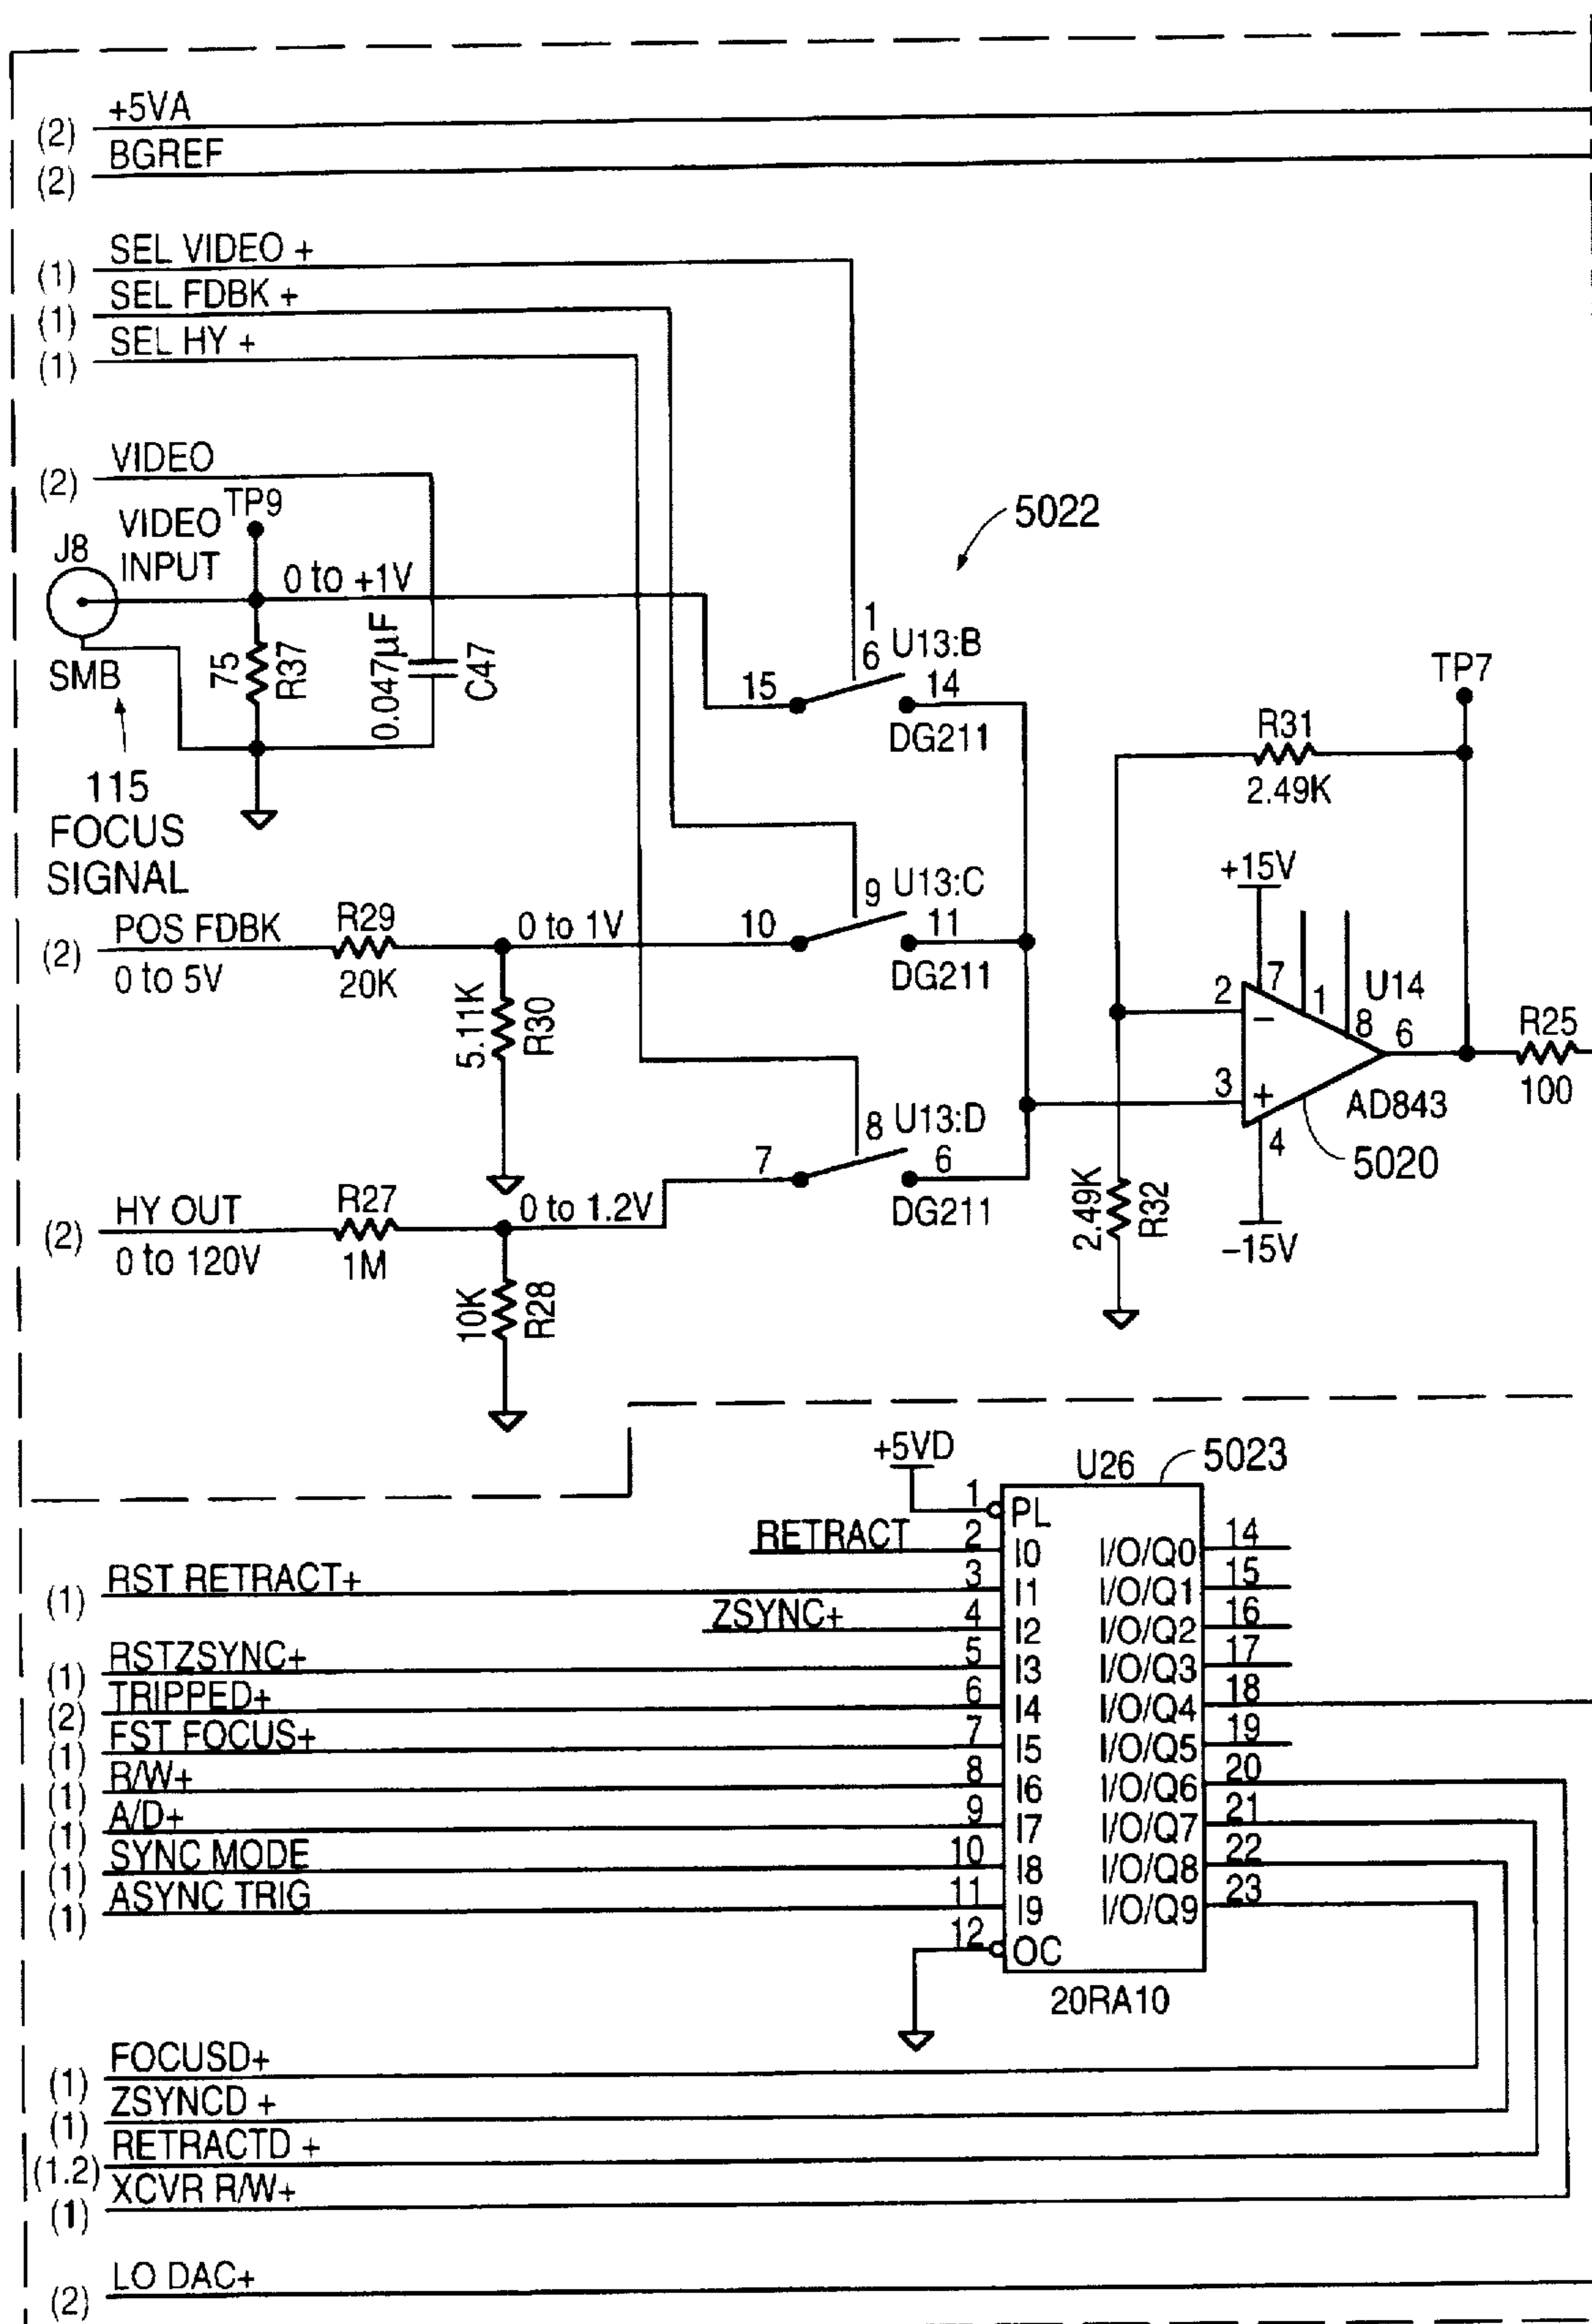 +5VA
(2)
BGREF
(2)
SEL VIDEO +
(1)
SEL FDBK +
(1)
SEL HY +
(1)
VIDEO
(2)
TP9
VIDEO
INPUT
J8
0 to +1V
SMB
75
R37
0.047µF
C47
115
FOCUS
SIGNAL
5022
1
6
U13:B
15
14
DG211
POS FDBK
(2)
0 to 5V
R29
20K
0 to 1V
5.11K
R30
9
U13:C
10
11
DG211
HY OUT
(2)
0 to 120V
R27
1M
0 to 1.2V
10K
R28
8
U13:D
7
6
DG211
TP7
R31
2.49K
+15V
7
1
U14
8
2
−
3
+
6
4
AD843
5020
−15V
2.49K
R32
R25
100
+5VD
U26
5023
1
PL
RETRACT
2
I0
I/O/Q0
14
RST RETRACT+
(1)
3
I1
I/O/Q1
15
ZSYNC+
4
I2
I/O/Q2
16
RSTZSYNC+
(1)
5
I3
I/O/Q3
17
TRIPPED+
(2)
6
I4
I/O/Q4
18
FST FOCUS+
(1)
7
I5
I/O/Q5
19
R/W+
(1)
8
I6
I/O/Q6
20
A/D+
(1)
9
I7
I/O/Q7
21
SYNC MODE
(1)
10
I8
I/O/Q8
22
ASYNC TRIG
(1)
11
I9
I/O/Q9
23
12
OC
20RA10
FOCUSD+
(1)
ZSYNCD +
(1)
RETRACTD +
(1.2)
XCVR R/W+
(1)
LO DAC+
(2)